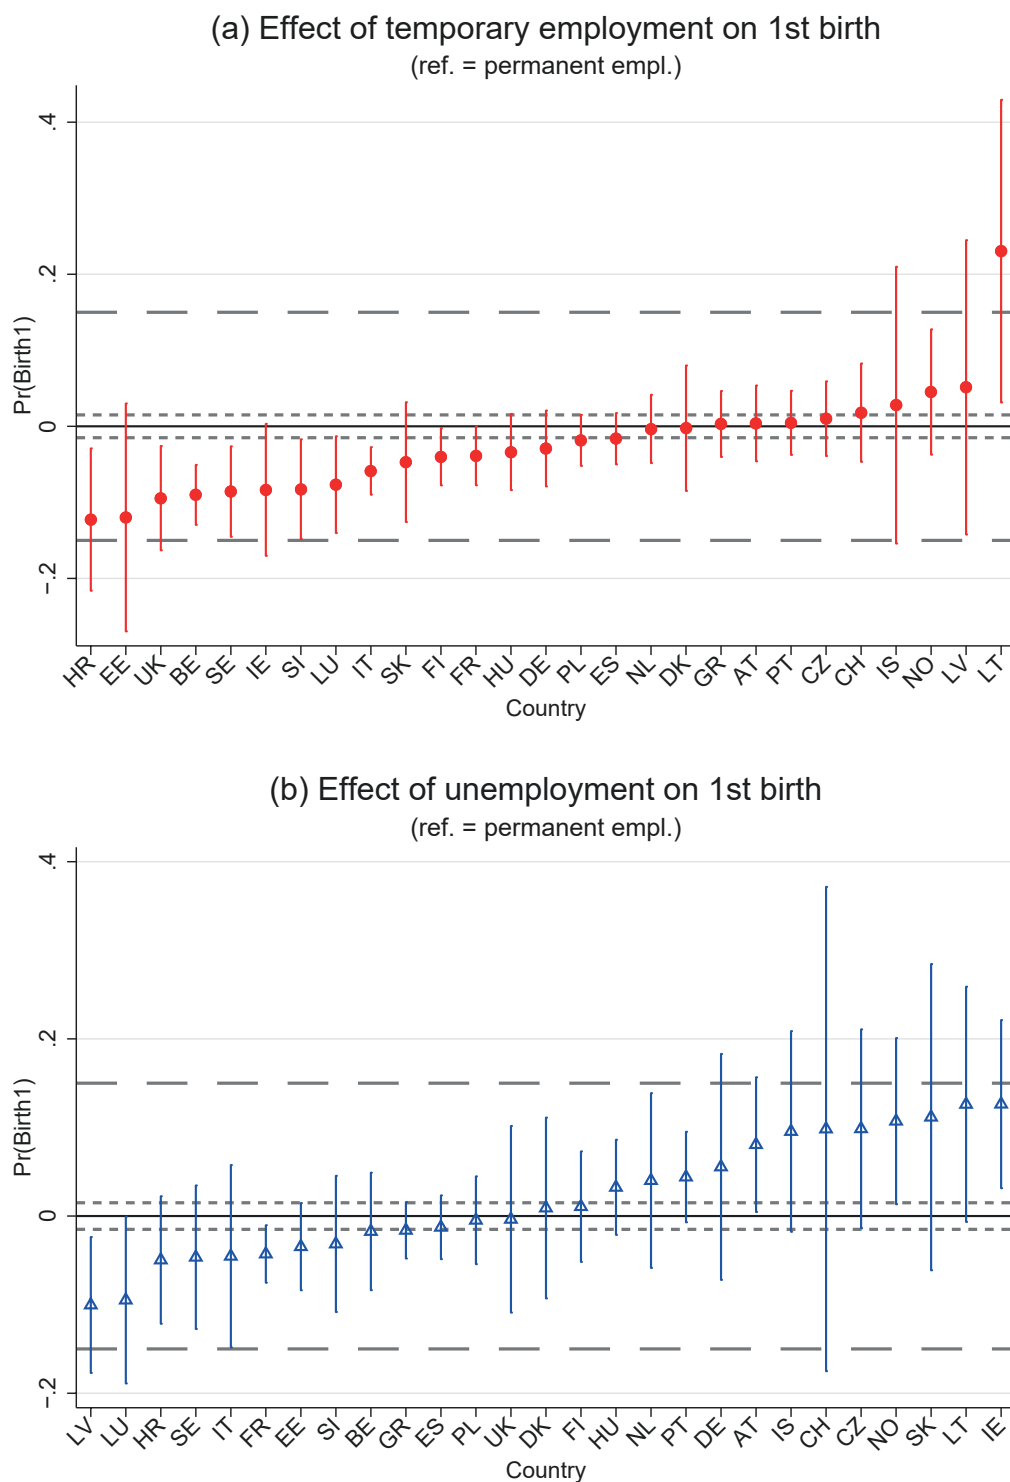 (a) Effect of temporary employment on 1st birth
(ref. = permanent empl.)
.4
.2
0
−.2
Pr(Birth1)
HR EE UK BE SE IE SI LU IT SK FI FR HU DE PL ES NL DK GR AT PT CZ CH IS NO LV LT
Country
(b) Effect of unemployment on 1st birth
(ref. = permanent empl.)
.4
.2
0
−.2
Pr(Birth1)
LV LU HR SE IT FR EE SI BE GR ES PL UK DK FI HU NL PT DE AT IS CH CZ NO SK LT IE
Country